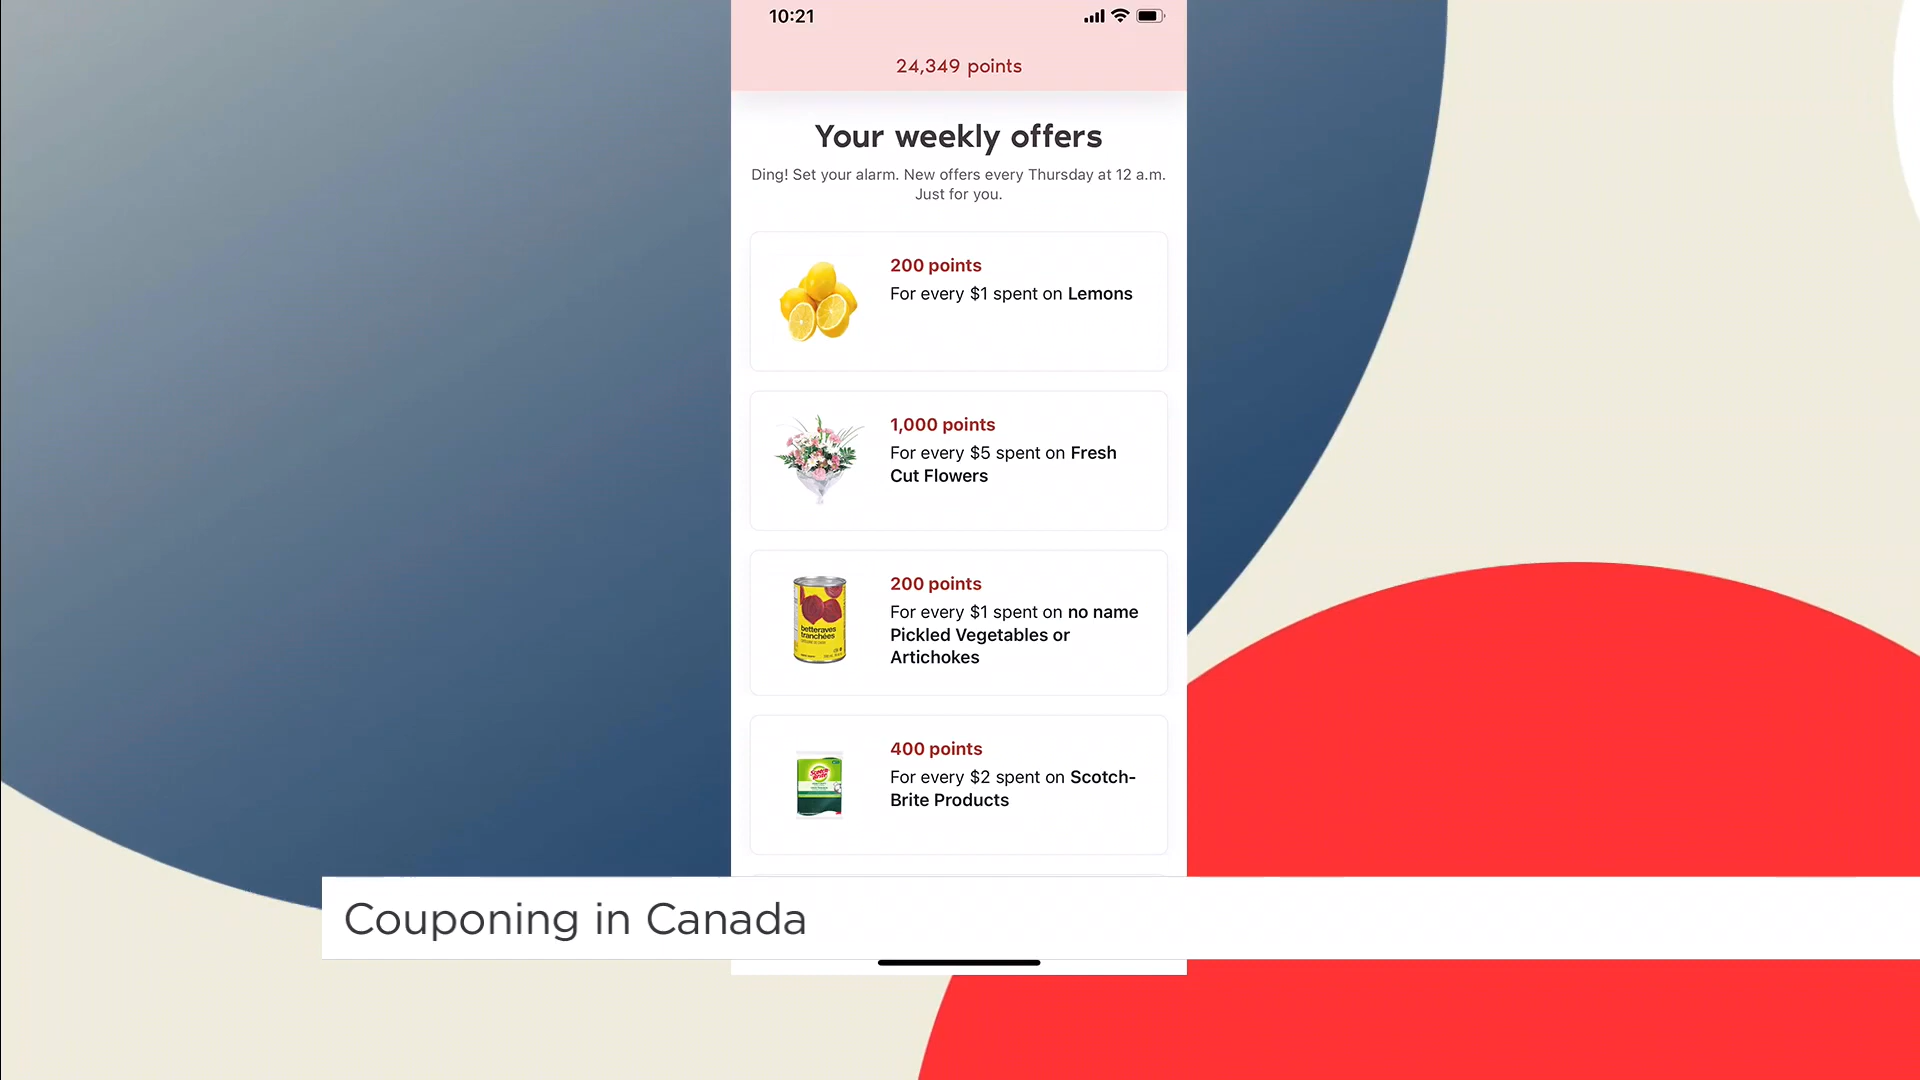 10:21
24,349 points
Your weekly offers
Ding! Set your alarm. New offers every Thursday at 12 a.m.
Just for you.
200 points
For every $1 spent on Lemons
1,000 points
For every $5 spent on Fresh
Cut Flowers
betteraves
tranchées
200 points
For every $1 spent on no name
Pickled Vegetables or
Artichokes
Scotch-
Brite
400 points
For every $2 spent on Scotch-
Brite Products
Couponing in Canada